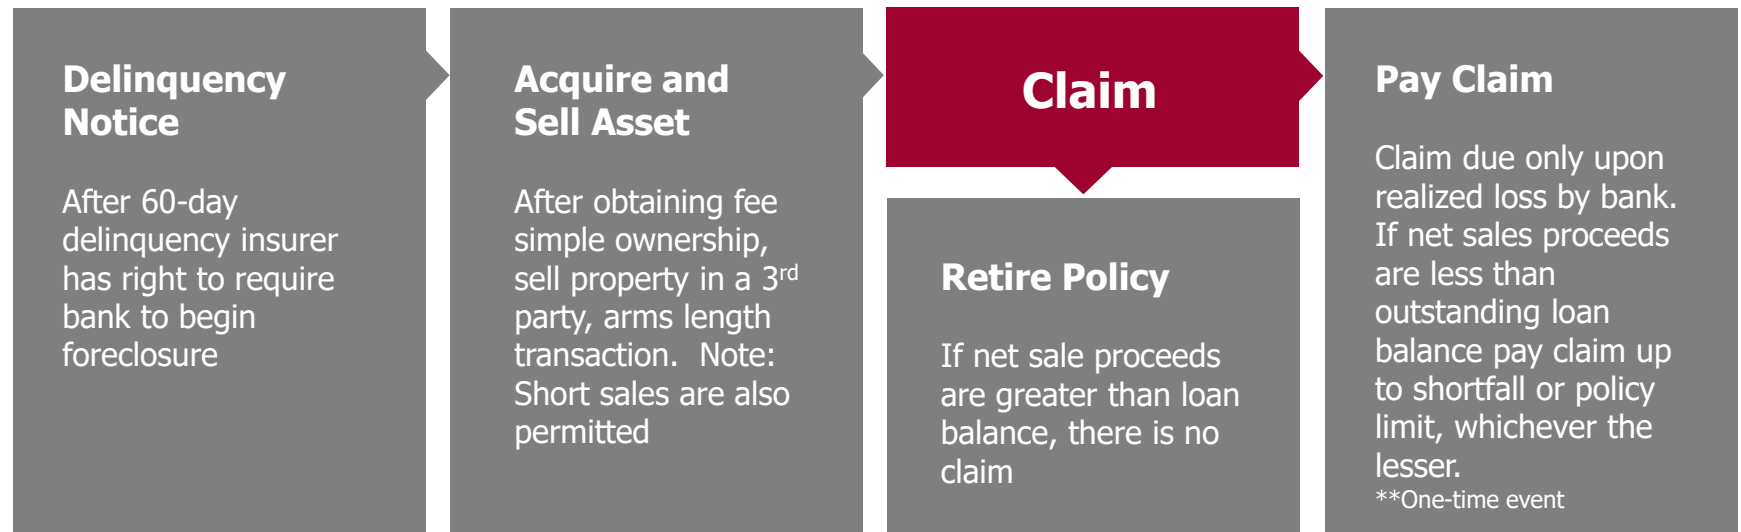 Delinquency
Notice
After 60-day
delinquency insurer
has right to require
bank to begin
foreclosure
Acquire and
Sell Asset
After obtaining fee
simple ownership,
sell property in a 3rd
party, arms length
transaction.  Note:
Short sales are also
permitted
Claim
Retire Policy
If net sale proceeds
are greater than loan
balance, there is no
claim
Pay Claim
Claim due only upon
realized loss by bank.
If net sales proceeds
are less than
outstanding loan
balance pay claim up
to shortfall or policy
limit, whichever the
lesser.
**One-time event